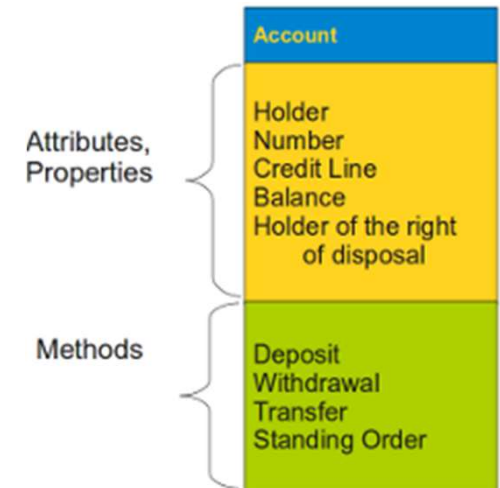 Account
Attributes,
Properties
Holder
Number
Credit Line
Balance
Holder of the right
of disposal
Methods
Deposit
Withdrawal
Transfer
Standing Order